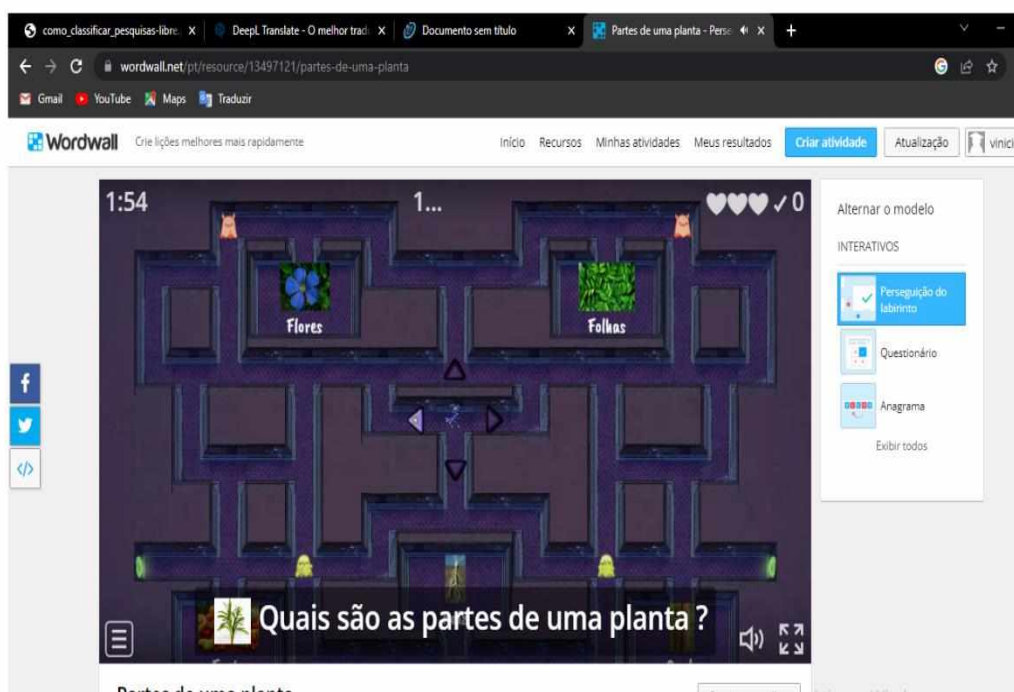 como_classificar_pesquisas-libre
DeepL Translate - O melhor trad
Documento sem título
Partes de uma planta - Perse
wordwall.net/pt/resource/13497121/partes-de-uma-planta
Gmail YouTube Maps Traduzir
Wordwall Crie lições melhores mais rapidamente
Início Recursos Minhas atividades Meus resultados Criar atividade Atualização vinici
1:54 1... 0
Flores Folhas
Quais são as partes de uma planta ?
Alternar o modelo
INTERATIVOS
Perseguição do
labirinto
Questionário
Anagrama
Exibir todos
Partes de uma planta